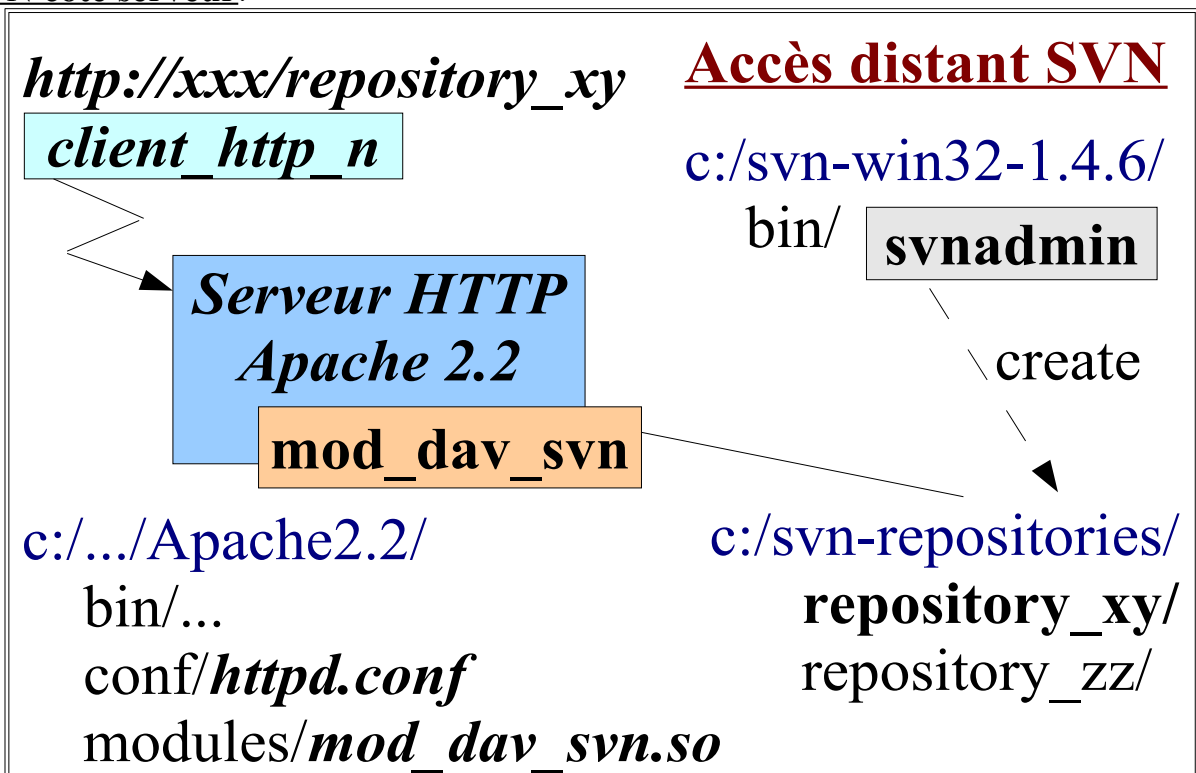 http://xxx/repository_xy
Accès distant SVN
client_http_n
c:/svn-win32-1.4.6/
bin/
svnadmin
Serveur HTTP
Apache 2.2
create
mod_dav_svn
c:/.../Apache2.2/
bin/...
conf/httpd.conf
modules/mod_dav_svn.so
c:/svn-repositories/
repository_xy/
repository_zz/